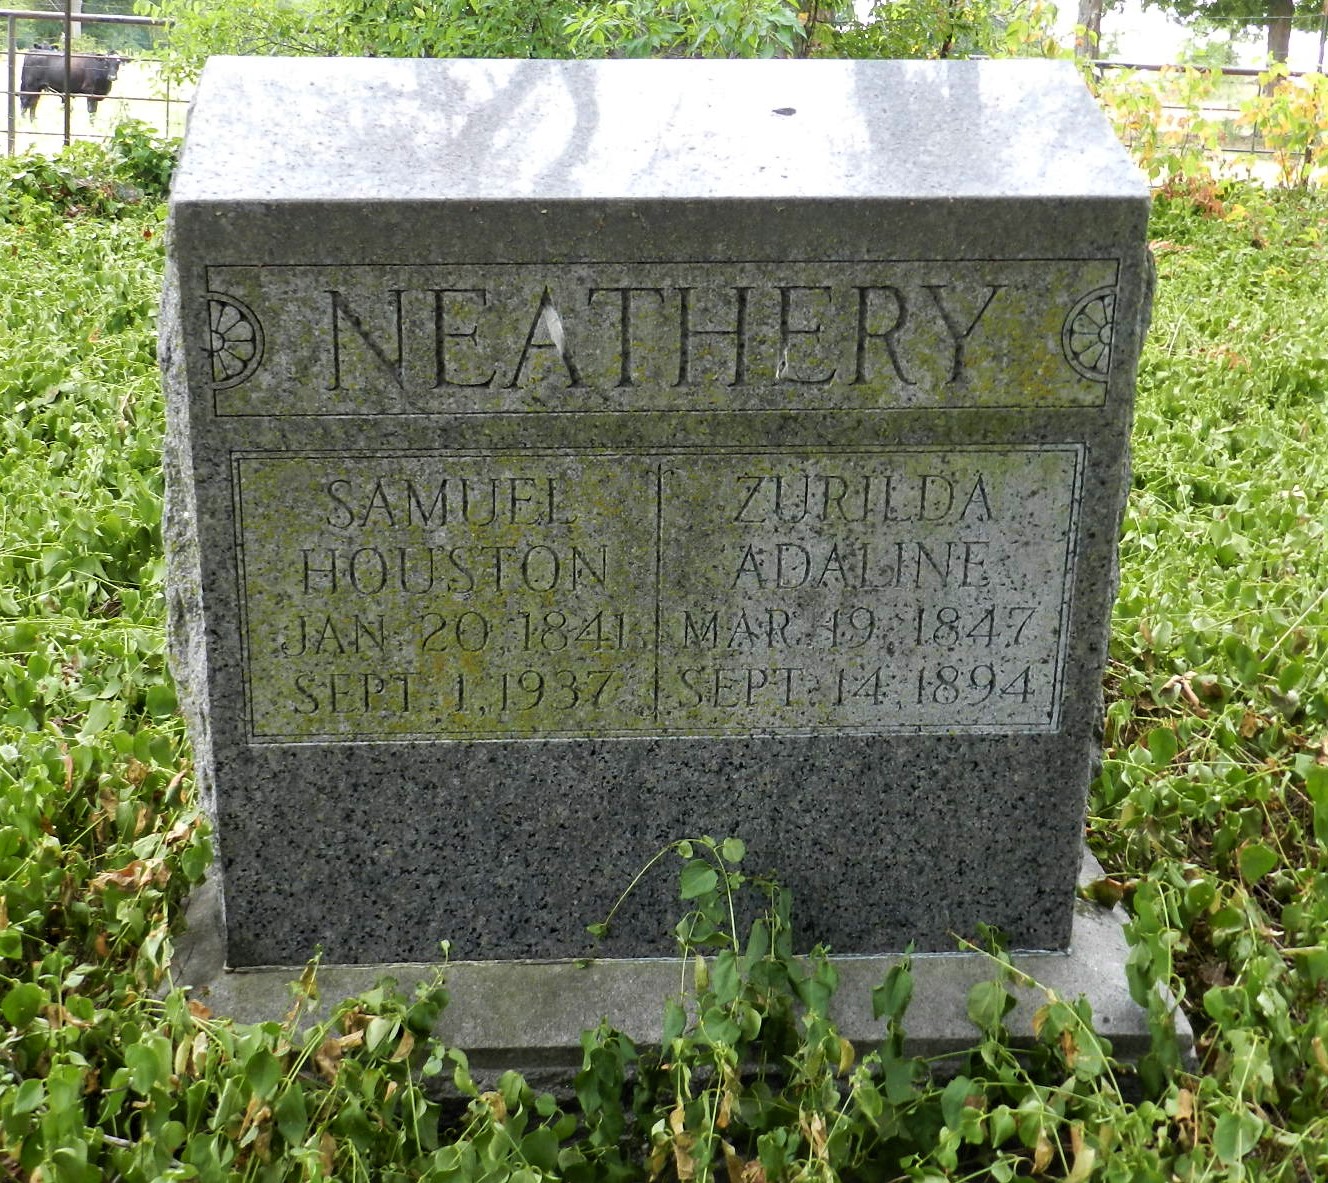 NEATHERY
SAMUEL
HOUSTON
JAN. 20, 1841
SEPT. 1, 1937
ZURILDA
ADALINE
MAR. 19, 1847
SEPT. 14, 1894